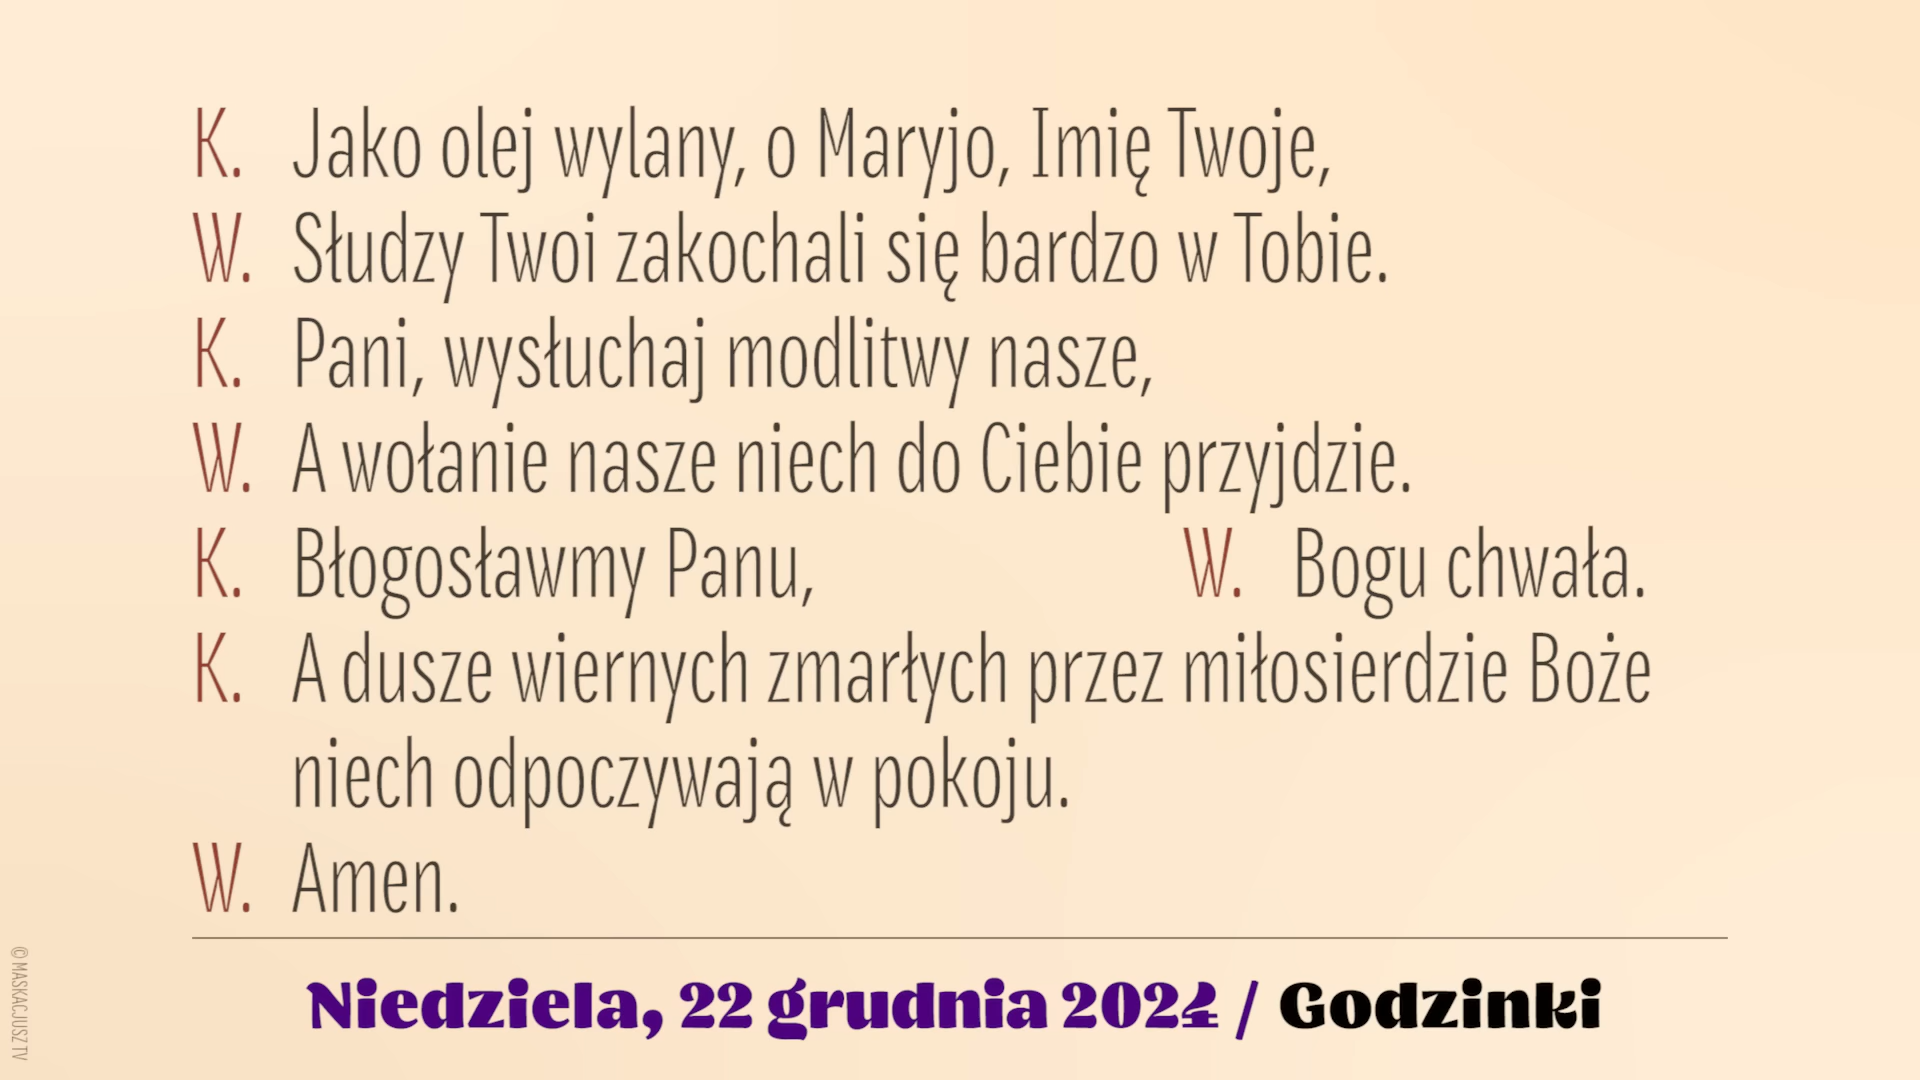 K. Jako olej wylany, o Maryjo, Imię Twoje,
W. Słudzy Twoi zakochali się bardzo w Tobie.
K. Pani, wysłuchaj modlitwy nasze,
W. A wołanie nasze niech do Ciebie przyjdzie.
K. Błogosławmy Panu, W. Bogu chwała.
K. A dusze wiernych zmarłych przez miłosierdzie Boże
niech odpoczywają w pokoju.
W. Amen.
Niedziela, 22 grudnia 2024 / Godzinki
© MASKACJUSZ TV